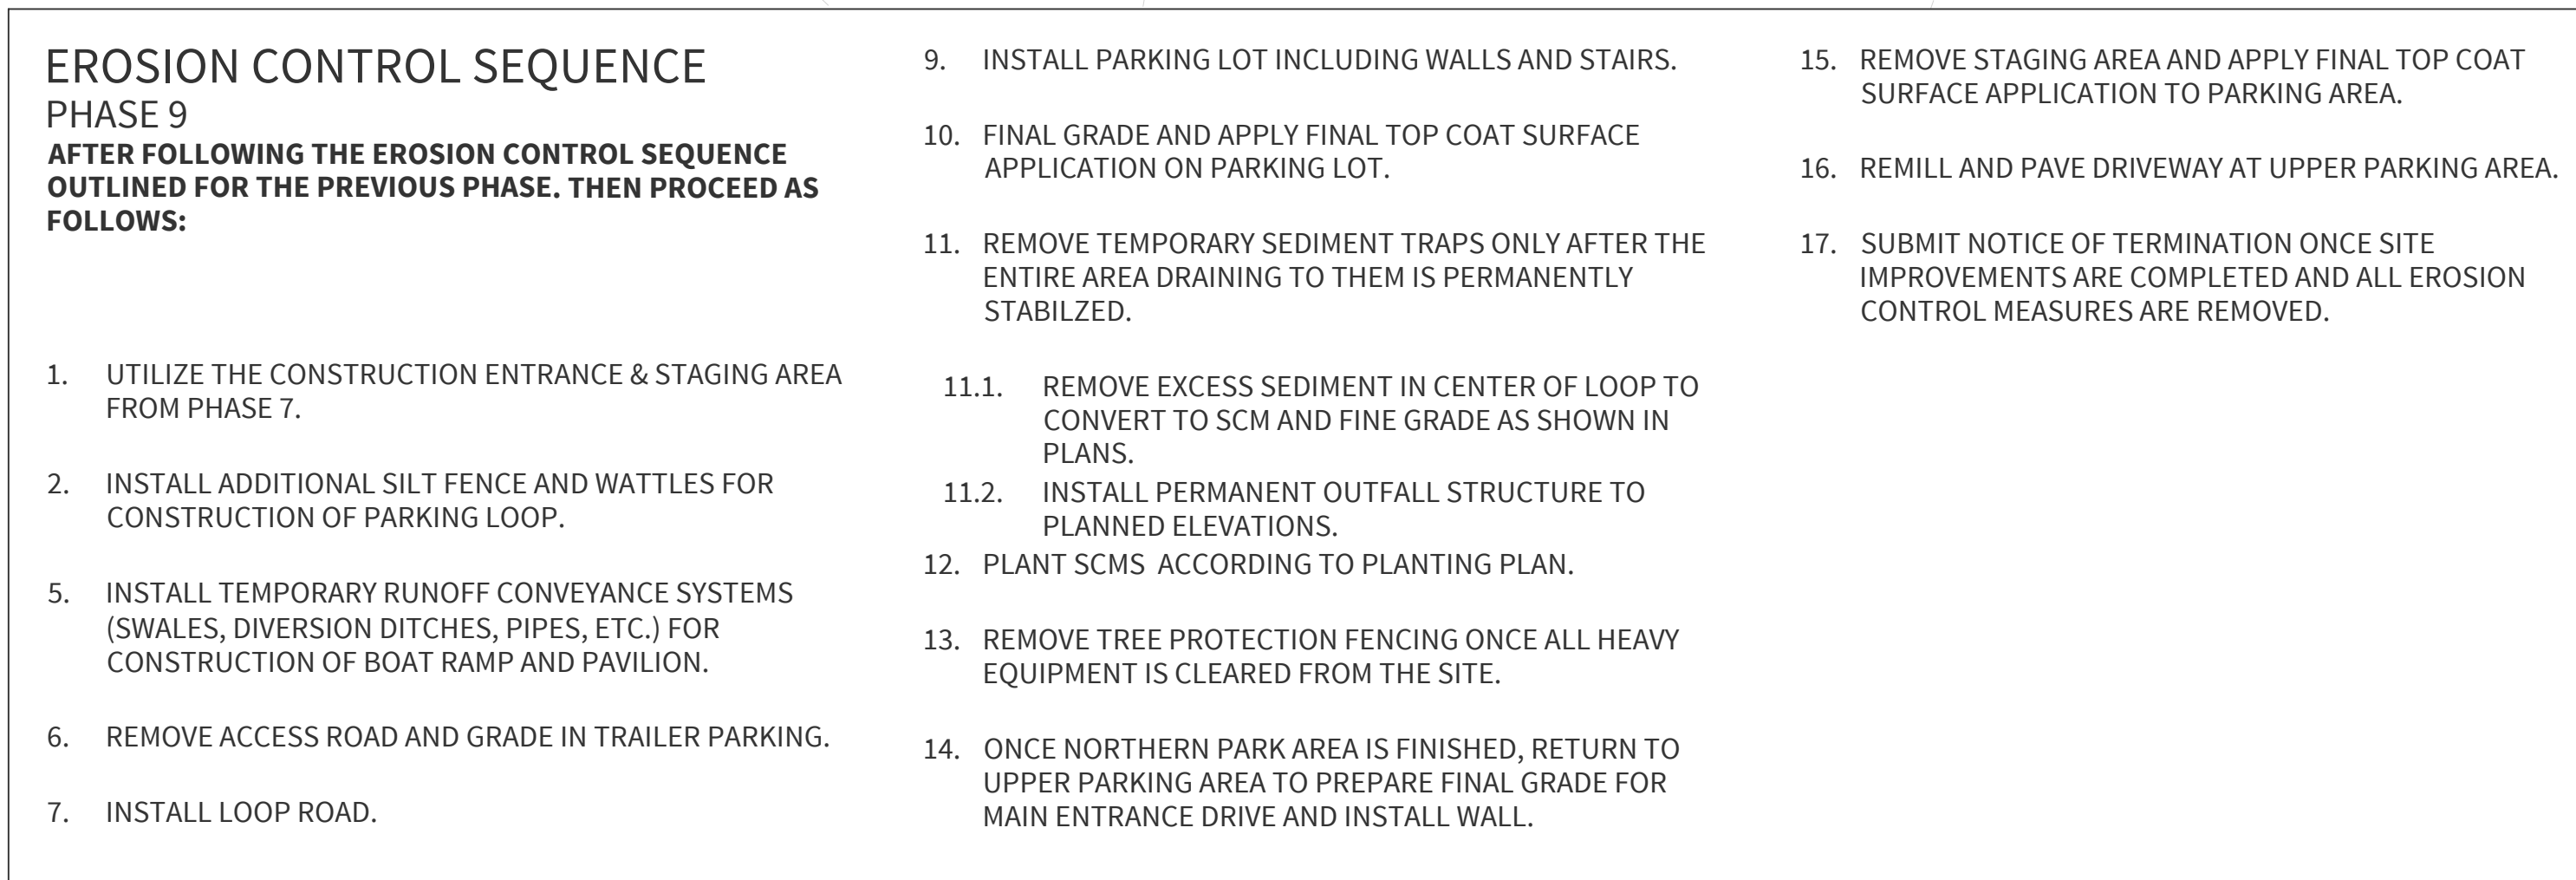 EROSION CONTROL SEQUENCE
PHASE 9
AFTER FOLLOWING THE EROSION CONTROL SEQUENCE
OUTLINED FOR THE PREVIOUS PHASE. THEN PROCEED AS
FOLLOWS:
1. UTILIZE THE CONSTRUCTION ENTRANCE & STAGING AREA
FROM PHASE 7.
2. INSTALL ADDITIONAL SILT FENCE AND WATTLES FOR
CONSTRUCTION OF PARKING LOOP.
5. INSTALL TEMPORARY RUNOFF CONVEYANCE SYSTEMS
(SWALES, DIVERSION DITCHES, PIPES, ETC.) FOR
CONSTRUCTION OF BOAT RAMP AND PAVILION.
6. REMOVE ACCESS ROAD AND GRADE IN TRAILER PARKING.
7. INSTALL LOOP ROAD.
9. INSTALL PARKING LOT INCLUDING WALLS AND STAIRS.
10. FINAL GRADE AND APPLY FINAL TOP COAT SURFACE
APPLICATION ON PARKING LOT.
11. REMOVE TEMPORARY SEDIMENT TRAPS ONLY AFTER THE
ENTIRE AREA DRAINING TO THEM IS PERMANENTLY
STABILZED.
11.1. REMOVE EXCESS SEDIMENT IN CENTER OF LOOP TO
CONVERT TO SCM AND FINE GRADE AS SHOWN IN
PLANS.
11.2. INSTALL PERMANENT OUTFALL STRUCTURE TO
PLANNED ELEVATIONS.
12. PLANT SCMS ACCORDING TO PLANTING PLAN.
13. REMOVE TREE PROTECTION FENCING ONCE ALL HEAVY
EQUIPMENT IS CLEARED FROM THE SITE.
14. ONCE NORTHERN PARK AREA IS FINISHED, RETURN TO
UPPER PARKING AREA TO PREPARE FINAL GRADE FOR
MAIN ENTRANCE DRIVE AND INSTALL WALL.
15. REMOVE STAGING AREA AND APPLY FINAL TOP COAT
SURFACE APPLICATION TO PARKING AREA.
16. REMILL AND PAVE DRIVEWAY AT UPPER PARKING AREA.
17. SUBMIT NOTICE OF TERMINATION ONCE SITE
IMPROVEMENTS ARE COMPLETED AND ALL EROSION
CONTROL MEASURES ARE REMOVED.